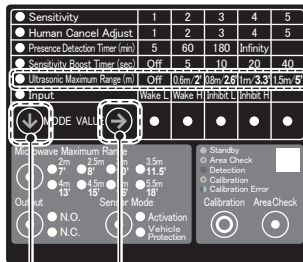 Sensitivity 1 2 3 4 5
Human Cancel Adjust 1 2 3 4 5
Presence Detection Timer (min) 5 60 180 Infinity
Sensitivity Boost Timer (sec) Off 5 10 20 40
Ultrasonic Maximum Range (m) Off 0.6m/2' 0.8m/2.6' 1m/3.3' 1.5m/5'
Input Wake L Wake H Inhibit L Inhibit H
MODE VALUE
Microwave Maximum Range
2m 2.5m 3m 3.5m
7' 8' 11.5'
4m 4.5m 5m 5.5m
13' 15' 16' 18'
Output Sensor Mode
N.O. Activation
N.C. Vehicle Protection
Standby
Area Check
Detection
Calibration
Calibration Error
Calibration Area Check